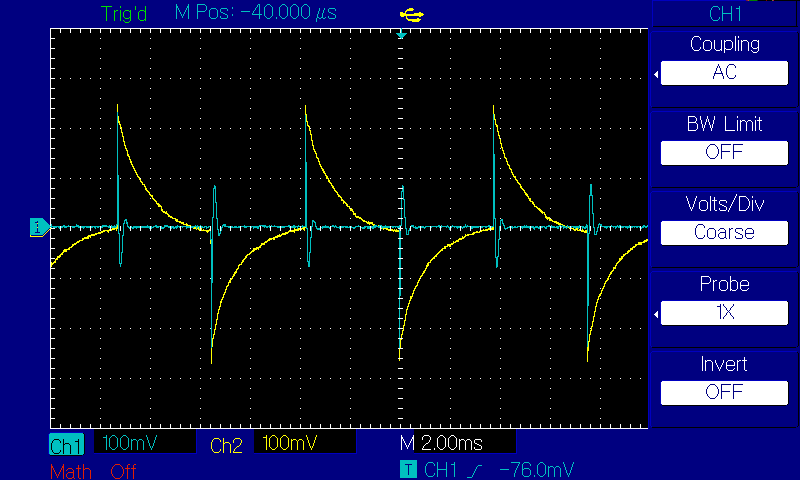 Trig'd M Pos: -40.000 µs CH1
Coupling
AC
BW Limit
OFF
Volts/Div
Coarse
Probe
1X
Invert
OFF
1
Ch1 100mV Ch2 100mV M 2.00ms
Math Off T CH1 -76.0mV